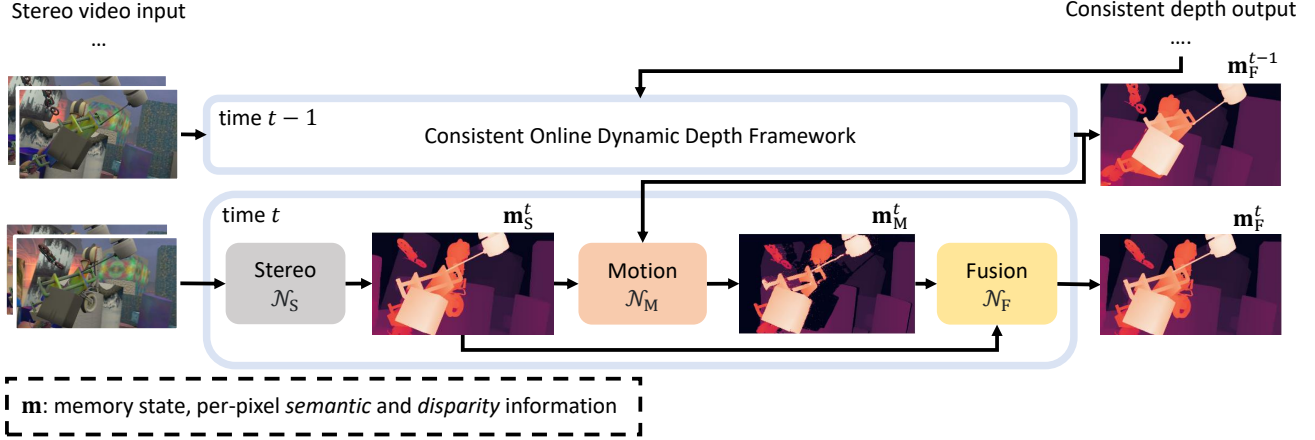 Stereo video input
...
Consistent depth output
....
m_F^{t-1}
time t − 1
Consistent Online Dynamic Depth Framework
time t
m_S^t
m_M^t
m_F^t
Stereo
𝒩_S
Motion
𝒩_M
Fusion
𝒩_F
m: memory state, per-pixel semantic and disparity information